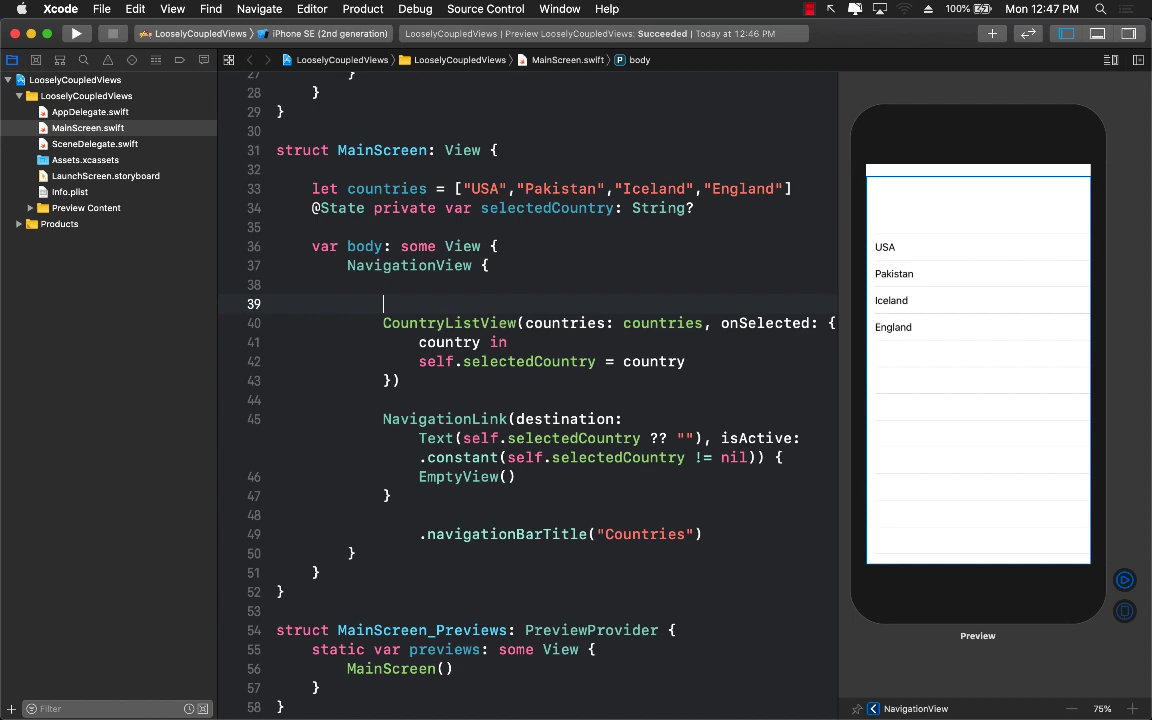 Xcode File Edit View Find Navigate Editor Product Debug Source Control Window Help 100% Mon 12:47 PM
LooselyCoupledViews iPhone SE (2nd generation) LooselyCoupledViews | Preview LooselyCoupledViews: Succeeded | Today at 12:46 PM
LooselyCoupledViews LooselyCoupledViews MainScreen.swift P body
LooselyCoupledViews
LooselyCoupledViews
AppDelegate.swift
MainScreen.swift
SceneDelegate.swift
Assets.xcassets
LaunchScreen.storyboard
Info.plist
Preview Content
Products
Filter
27 }
28 }
29 }
30
31 struct MainScreen: View {
32
33 let countries = ["USA","Pakistan","Iceland","England"]
34 @State private var selectedCountry: String?
35
36 var body: some View {
37 NavigationView {
38
39
40 CountryListView(countries: countries, onSelected: {
41 country in
42 self.selectedCountry = country
43 })
44
45 NavigationLink(destination:
Text(self.selectedCountry ?? ""), isActive:
.constant(self.selectedCountry != nil)) {
46 EmptyView()
47 }
48
49 .navigationBarTitle("Countries")
50 }
51 }
52 }
53
54 struct MainScreen_Previews: PreviewProvider {
55 static var previews: some View {
56 MainScreen()
57 }
58 }
USA
Pakistan
Iceland
England
Preview
NavigationView 75%